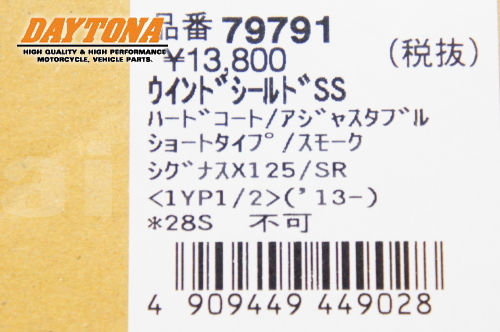 DAYTONA
HIGH QUALITY & HIGH PERFORMANCE
MOTORCYCLE, VEHICLE PARTS.
品番 79791
¥13,800 (税抜)
ウインドシールドSS
ハードコート/アジャスタブル
ショートタイプ/スモーク
シグナスX125/SR
<1YP1/2>('13-)
*28S 不可
4 909449 449028